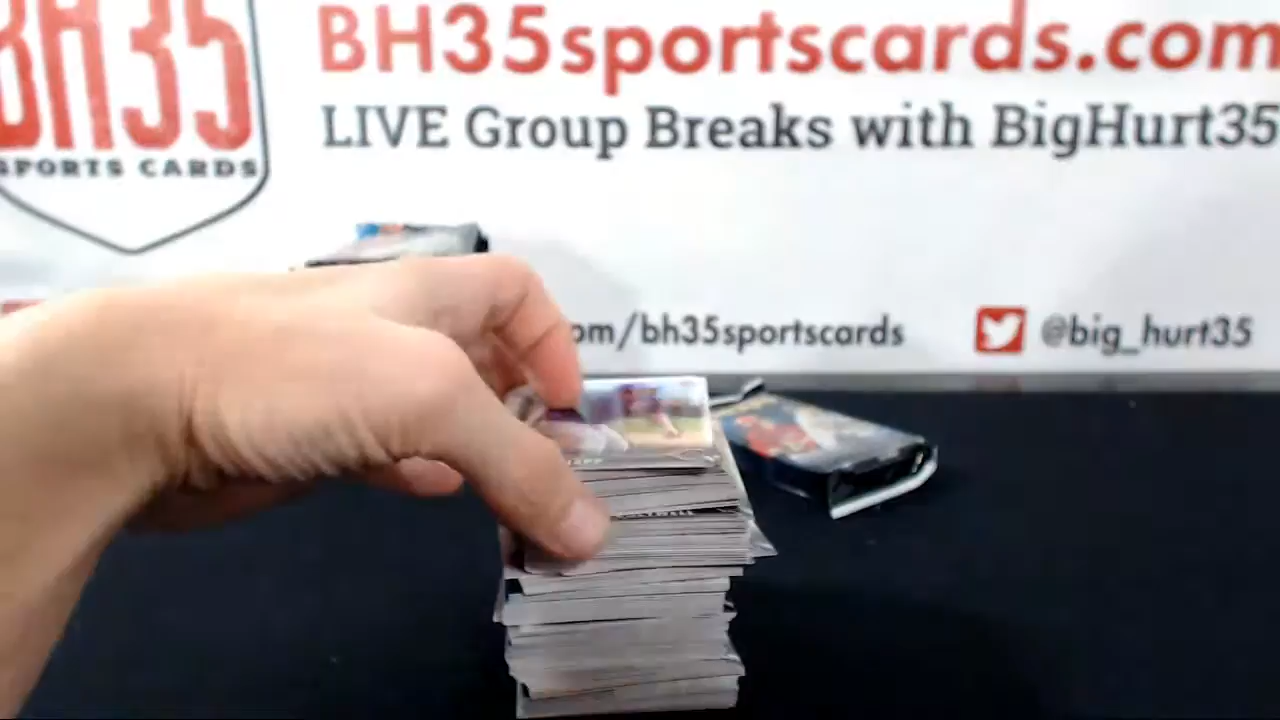 BH35
SPORTS CARDS
BH35sportscards.com
LIVE Group Breaks with BigHurt35
om/bh35sportscards
@big_hurt35